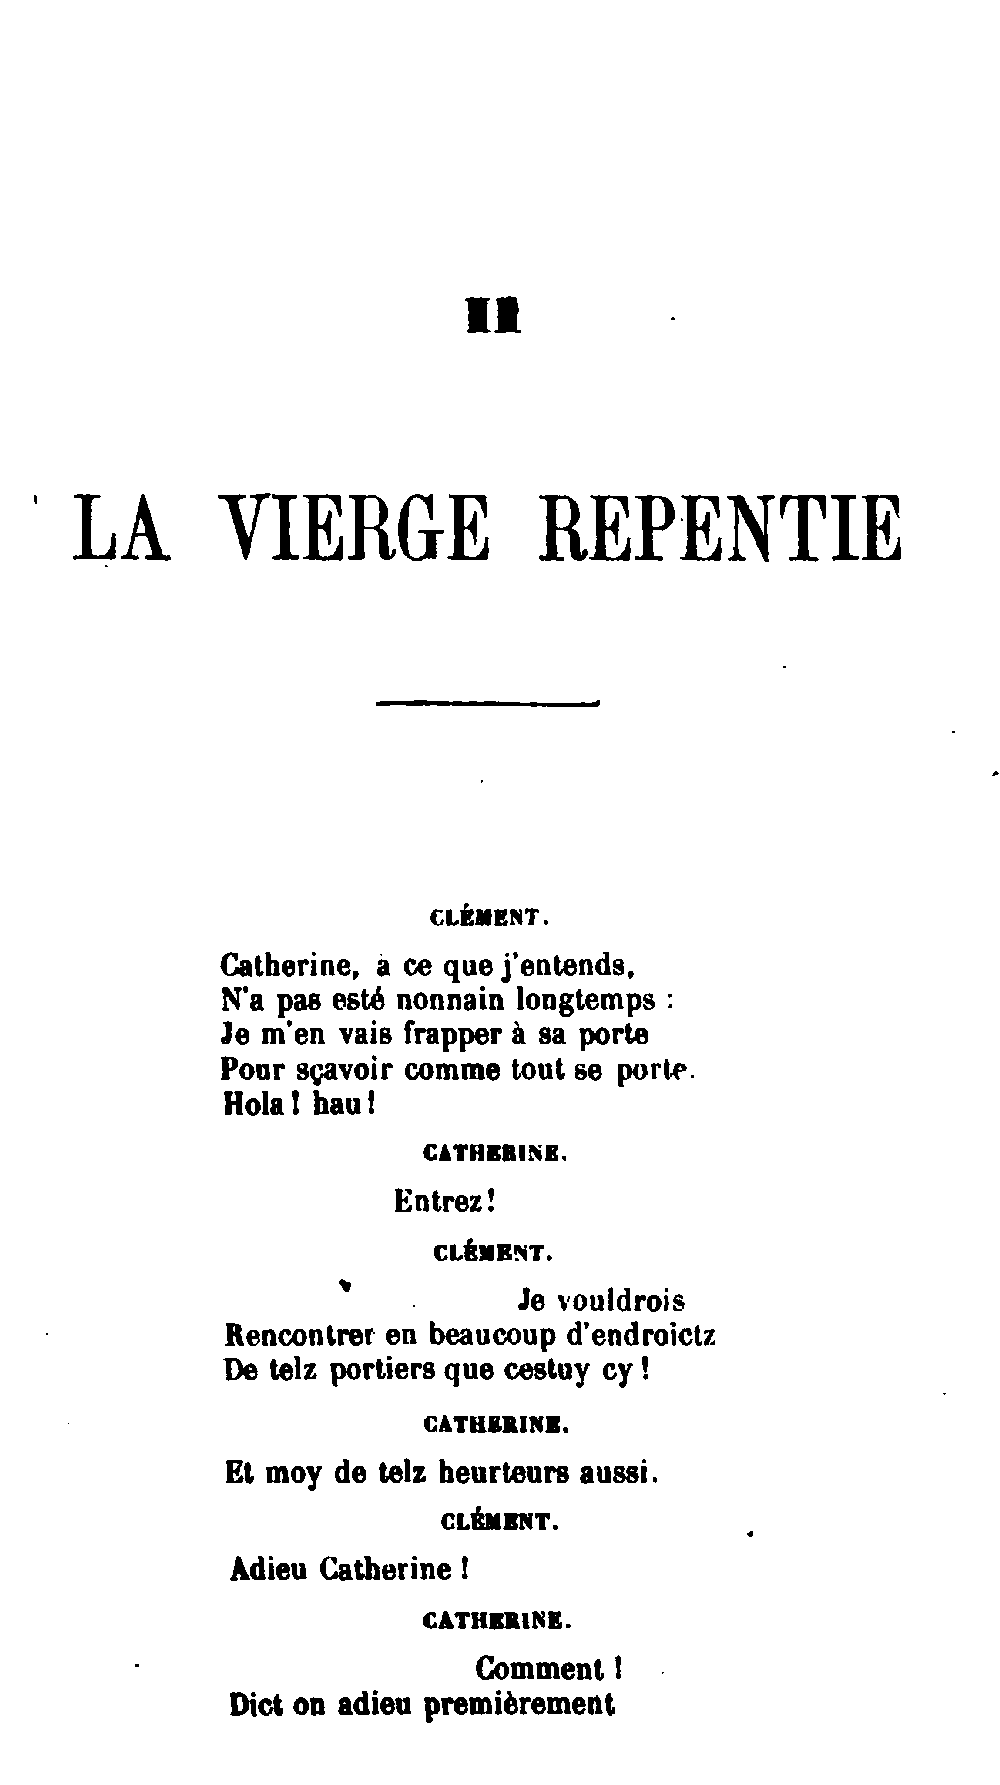 II
LA VIERGE REPENTIE
CLÉMENT.
Catherine, à ce que j'entends,
N'a pas esté nonnain longtemps :
Je m'en vais frapper à sa porte
Pour sçavoir comme tout se porte.
Hola ! hau !
CATHERINE.
Entrez !
CLÉMENT.
Je vouldrois
Rencontrer en beaucoup d'endroictz
De telz portiers que cestuy cy !
CATHERINE.
Et moy de telz heurteurs aussi.
CLÉMENT.
Adieu Catherine !
CATHERINE.
Comment !
Dict on adieu premièrement